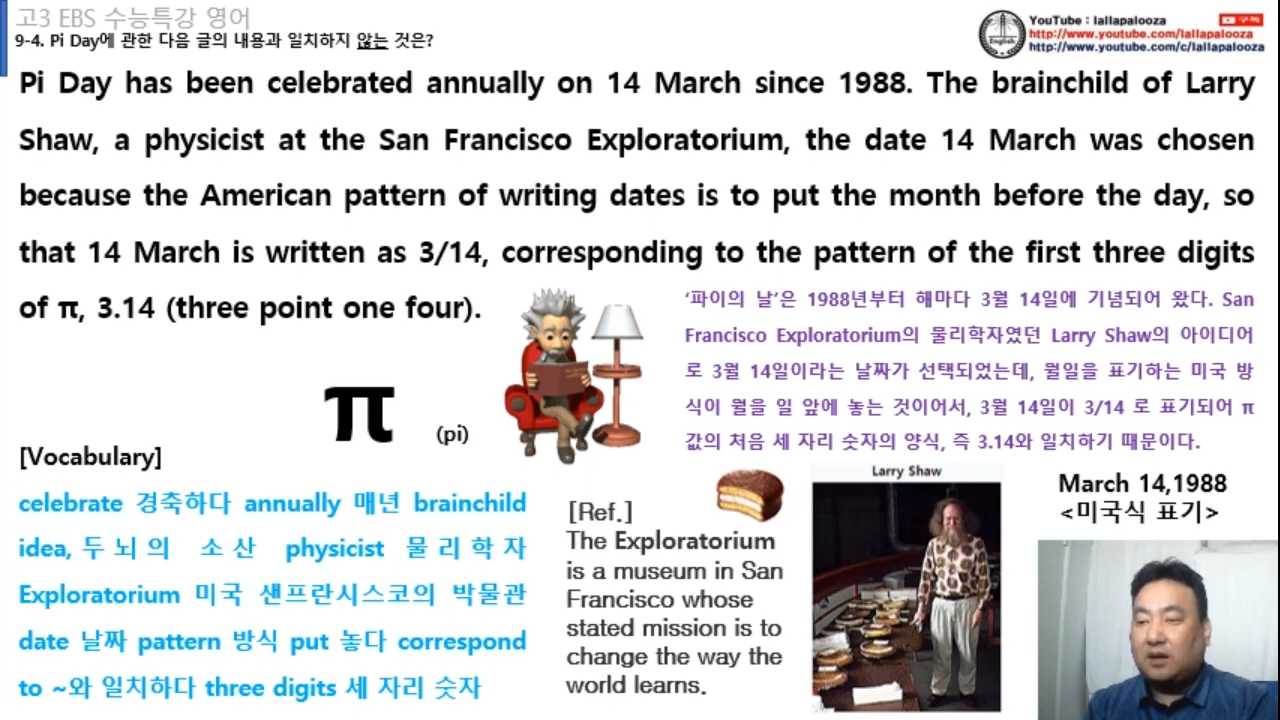 고3 EBS 수능특강 영어
9-4. Pi Day에 관한 다음 글의 내용과 일치하지 않는 것은?
YouTube : lallapalooza
구독
http://www.youtube.com/lallapalooza
http://www.youtube.com/c/lallapalooza
English
Pi Day has been celebrated annually on 14 March since 1988. The brainchild of Larry
Shaw, a physicist at the San Francisco Exploratorium, the date 14 March was chosen
because the American pattern of writing dates is to put the month before the day, so
that 14 March is written as 3/14, corresponding to the pattern of the first three digits
of π, 3.14 (three point one four).
‘파이의 날’은 1988년부터 해마다 3월 14일에 기념되어 왔다. San
Francisco Exploratorium의 물리학자였던 Larry Shaw의 아이디어
로 3월 14일이라는 날짜가 선택되었는데, 월일을 표기하는 미국 방
식이 월을 일 앞에 놓는 것이어서, 3월 14일이 3/14 로 표기되어 π
값의 처음 세 자리 숫자의 양식, 즉 3.14와 일치하기 때문이다.
π (pi)
[Vocabulary]
celebrate 경축하다 annually 매년 brainchild
idea, 두뇌의 소산 physicist 물리학자
Exploratorium 미국 샌프란시스코의 박물관
date 날짜 pattern 방식 put 놓다 correspond
to ~와 일치하다 three digits 세 자리 숫자
[Ref.]
The Exploratorium
is a museum in San
Francisco whose
stated mission is to
change the way the
world learns.
Larry Shaw
March 14,1988
<미국식 표기>